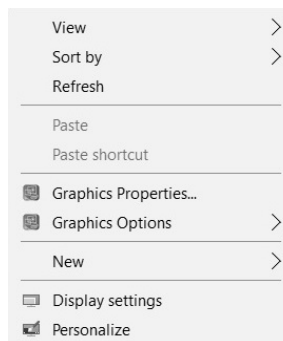 View
Sort by
Refresh
Paste
Paste shortcut
Graphics Properties...
Graphics Options
New
Display settings
Personalize